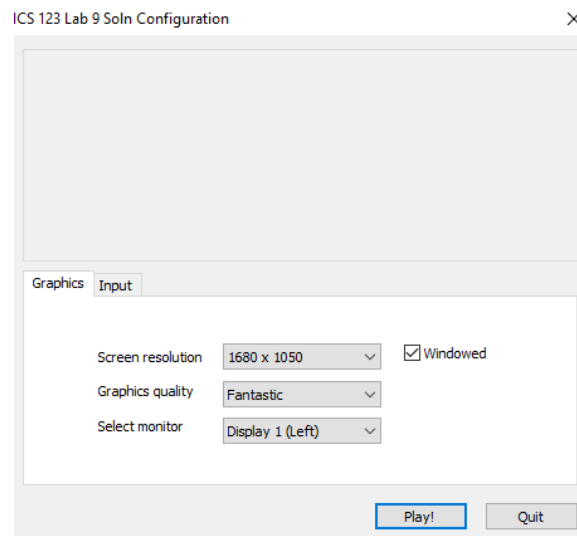 ICS 123 Lab 9 Soln Configuration
Graphics Input
Screen resolution 1680 x 1050 Windowed
Graphics quality Fantastic
Select monitor Display 1 (Left)
Play! Quit